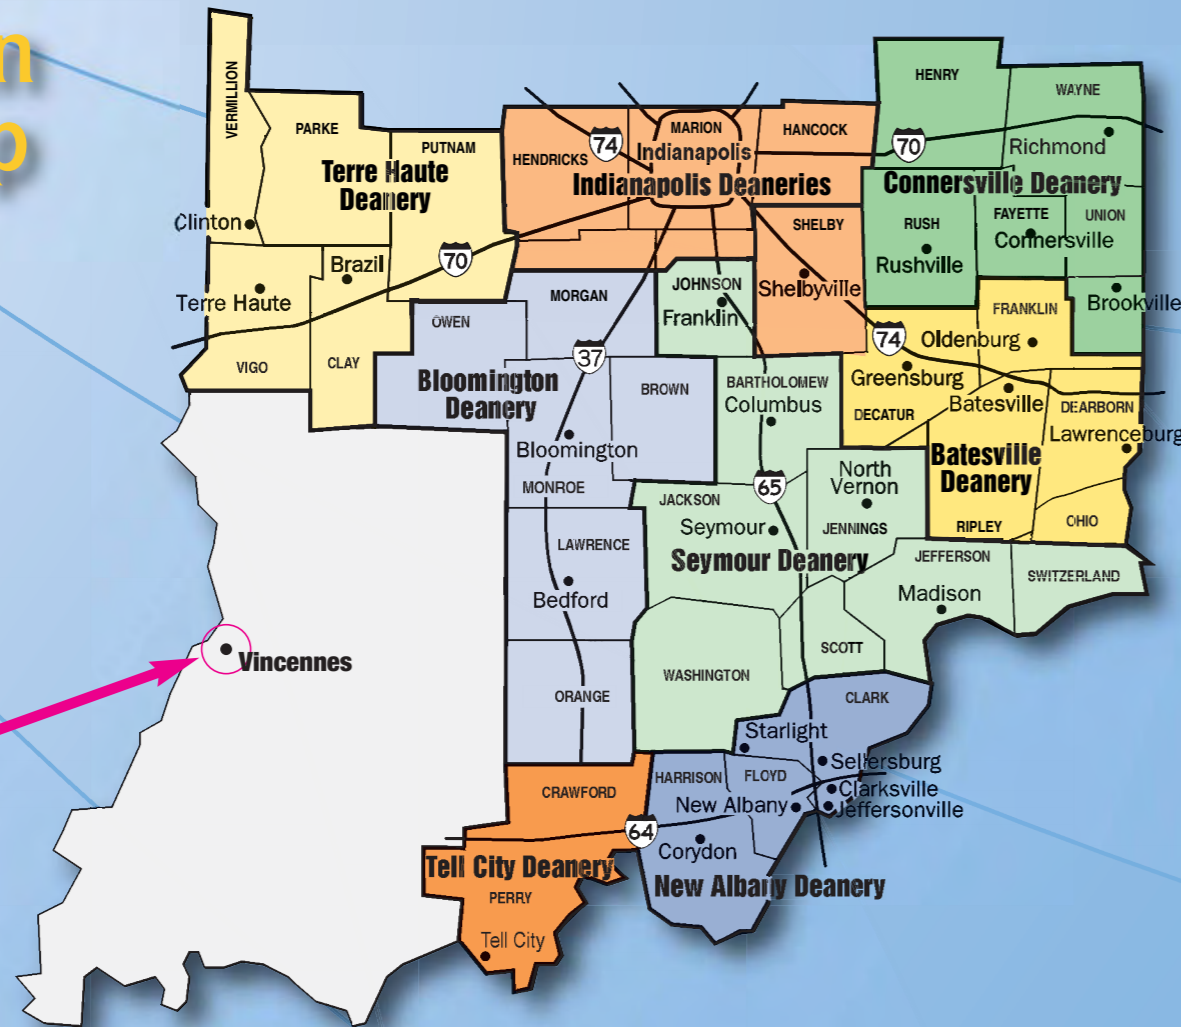 VERMILLION
PARKE
PUTNAM
Terre Haute
Deanery
Clinton
Brazil
70
Terre Haute
VIGO
CLAY
74
MARION
HANCOCK
HENDRICKS
Indianapolis
Indianapolis Deaneries
SHELBY
Shelbyville
HENRY
WAYNE
70
Richmond
Connersville Deanery
RUSH
FAYETTE
UNION
Connersville
Rushville
Brookville
MORGAN
OWEN
JOHNSON
Franklin
37
Bloomington
Deanery
BROWN
Bloomington
MONROE
LAWRENCE
Bedford
ORANGE
FRANKLIN
74
Oldenburg
Greensburg
Batesville
DECATUR
DEARBORN
Lawrenceburg
Batesville
Deanery
RIPLEY
OHIO
BARTHOLOMEW
Columbus
North
Vernon
65
JACKSON
Seymour
JENNINGS
Seymour Deanery
JEFFERSON
SWITZERLAND
Madison
SCOTT
WASHINGTON
Vincennes
CLARK
Starlight
Sellersburg
HARRISON
FLOYD
Clarksville
New Albany
Jeffersonville
Corydon
New Albany Deanery
CRAWFORD
64
Tell City Deanery
PERRY
Tell City